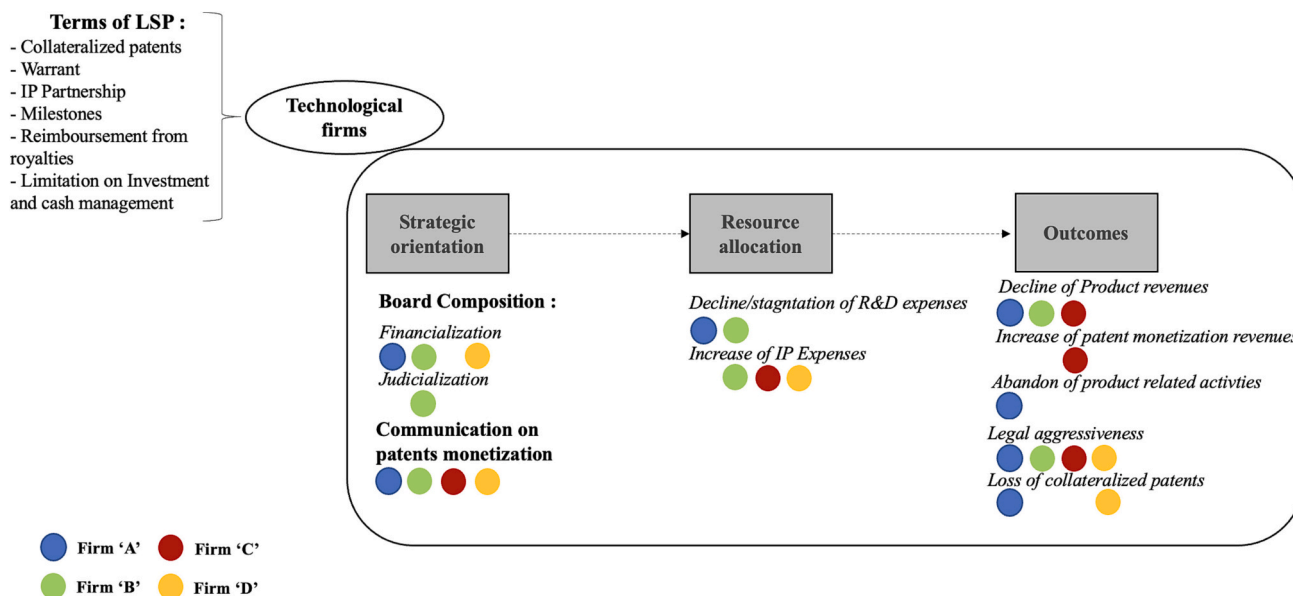 Terms of LSP :
- Collateralized patents
- Warrant
- IP Partnership
- Milestones
- Reimbursement from
royalties
- Limitation on Investment
and cash management
Technological
firms
Strategic
orientation
Resource
allocation
Outcomes
Board Composition :
Financialization
Judicialization
Communication on
patents monetization
Decline/stagntation of R&D expenses
Increase of IP Expenses
Decline of Product revenues
Increase of patent monetization revenues
Abandon of product related activties
Legal aggressiveness
Loss of collateralized patents
Firm ‘A’
Firm ‘C’
Firm ‘B’
Firm ‘D’